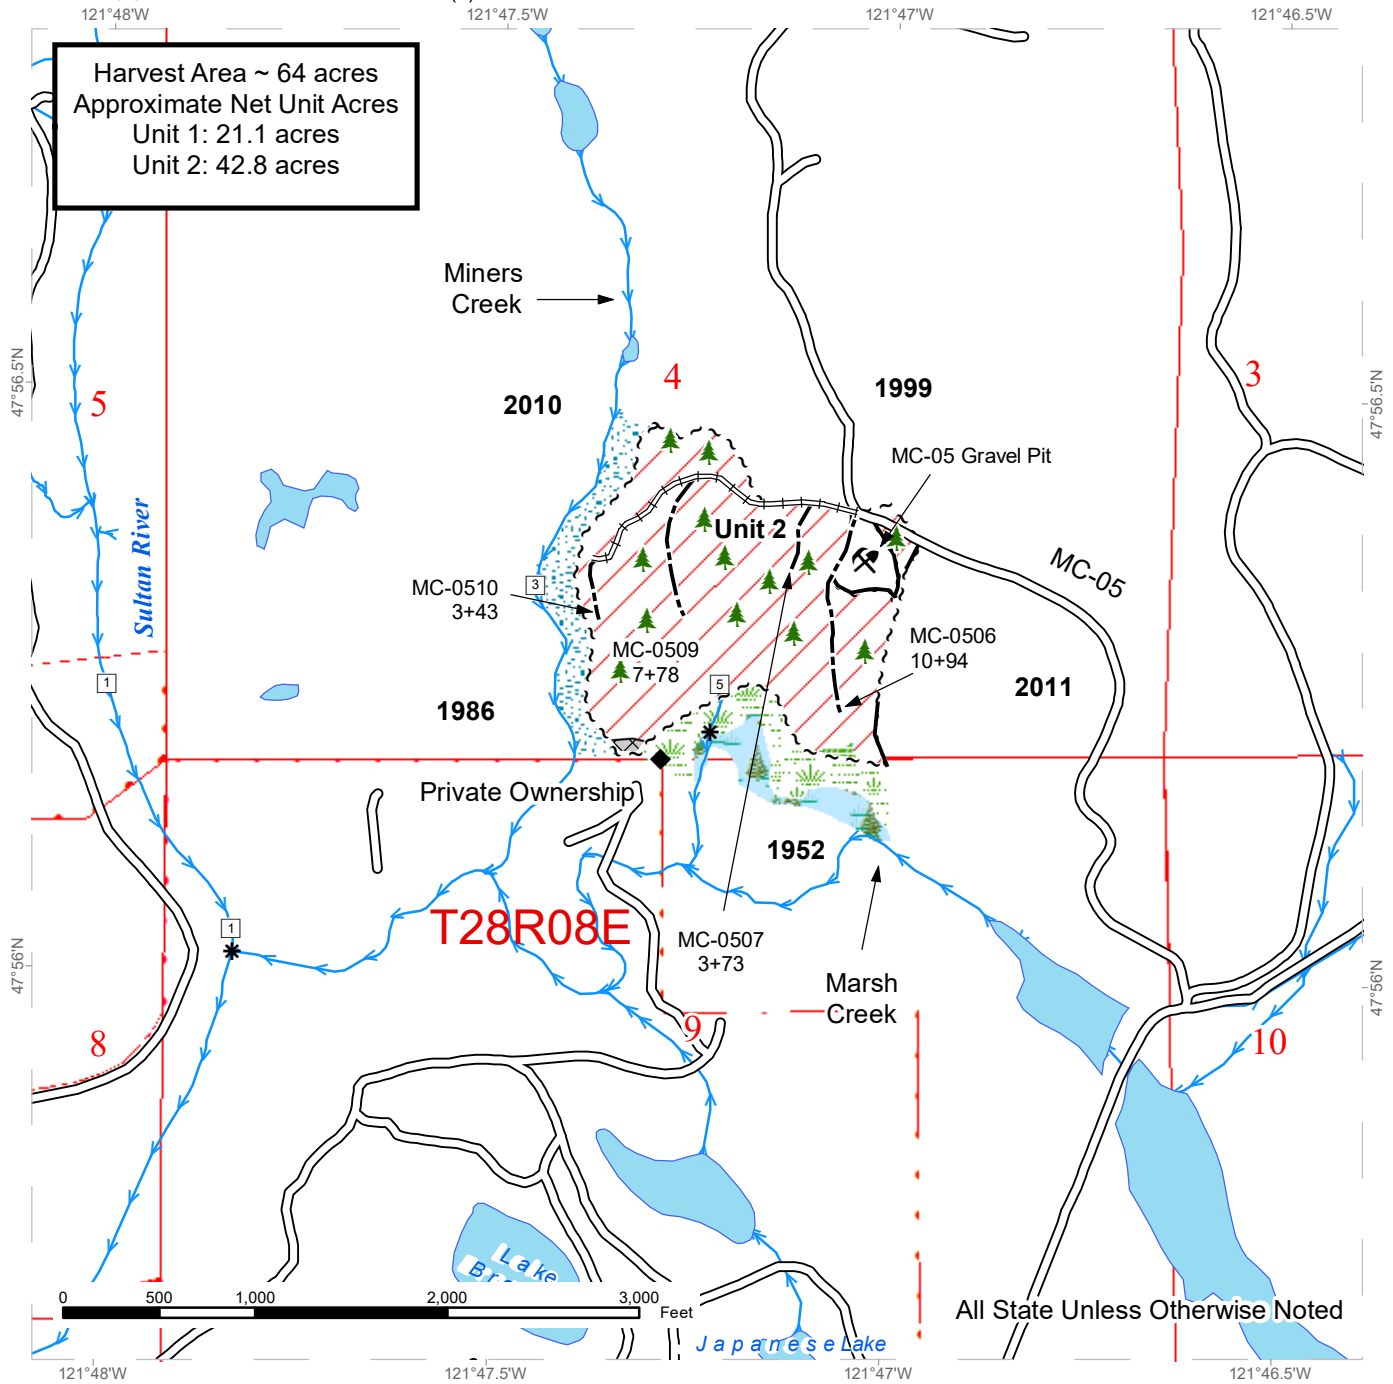 121°48'W
121°47.5'W
121°47'W
121°46.5'W
Harvest Area ~ 64 acres
Approximate Net Unit Acres
Unit 1: 21.1 acres
Unit 2: 42.8 acres
Miners
Creek
47°56.5'N
47°56.5'N
5
4
3
2010
1999
MC-05 Gravel Pit
Sultan River
Unit 2
MC-05
MC-0510
3+43
3
MC-0509
7+78
MC-0506
10+94
1
5
2011
1986
Private Ownership
1952
T28R08E
1
MC-0507
3+73
47°56'N
47°56'N
Marsh
Creek
8
9
10
Lake
0
500
1,000
2,000
3,000
Feet
All State Unless Otherwise Noted
Japanese Lake
121°48'W
121°47.5'W
121°47'W
121°46.5'W